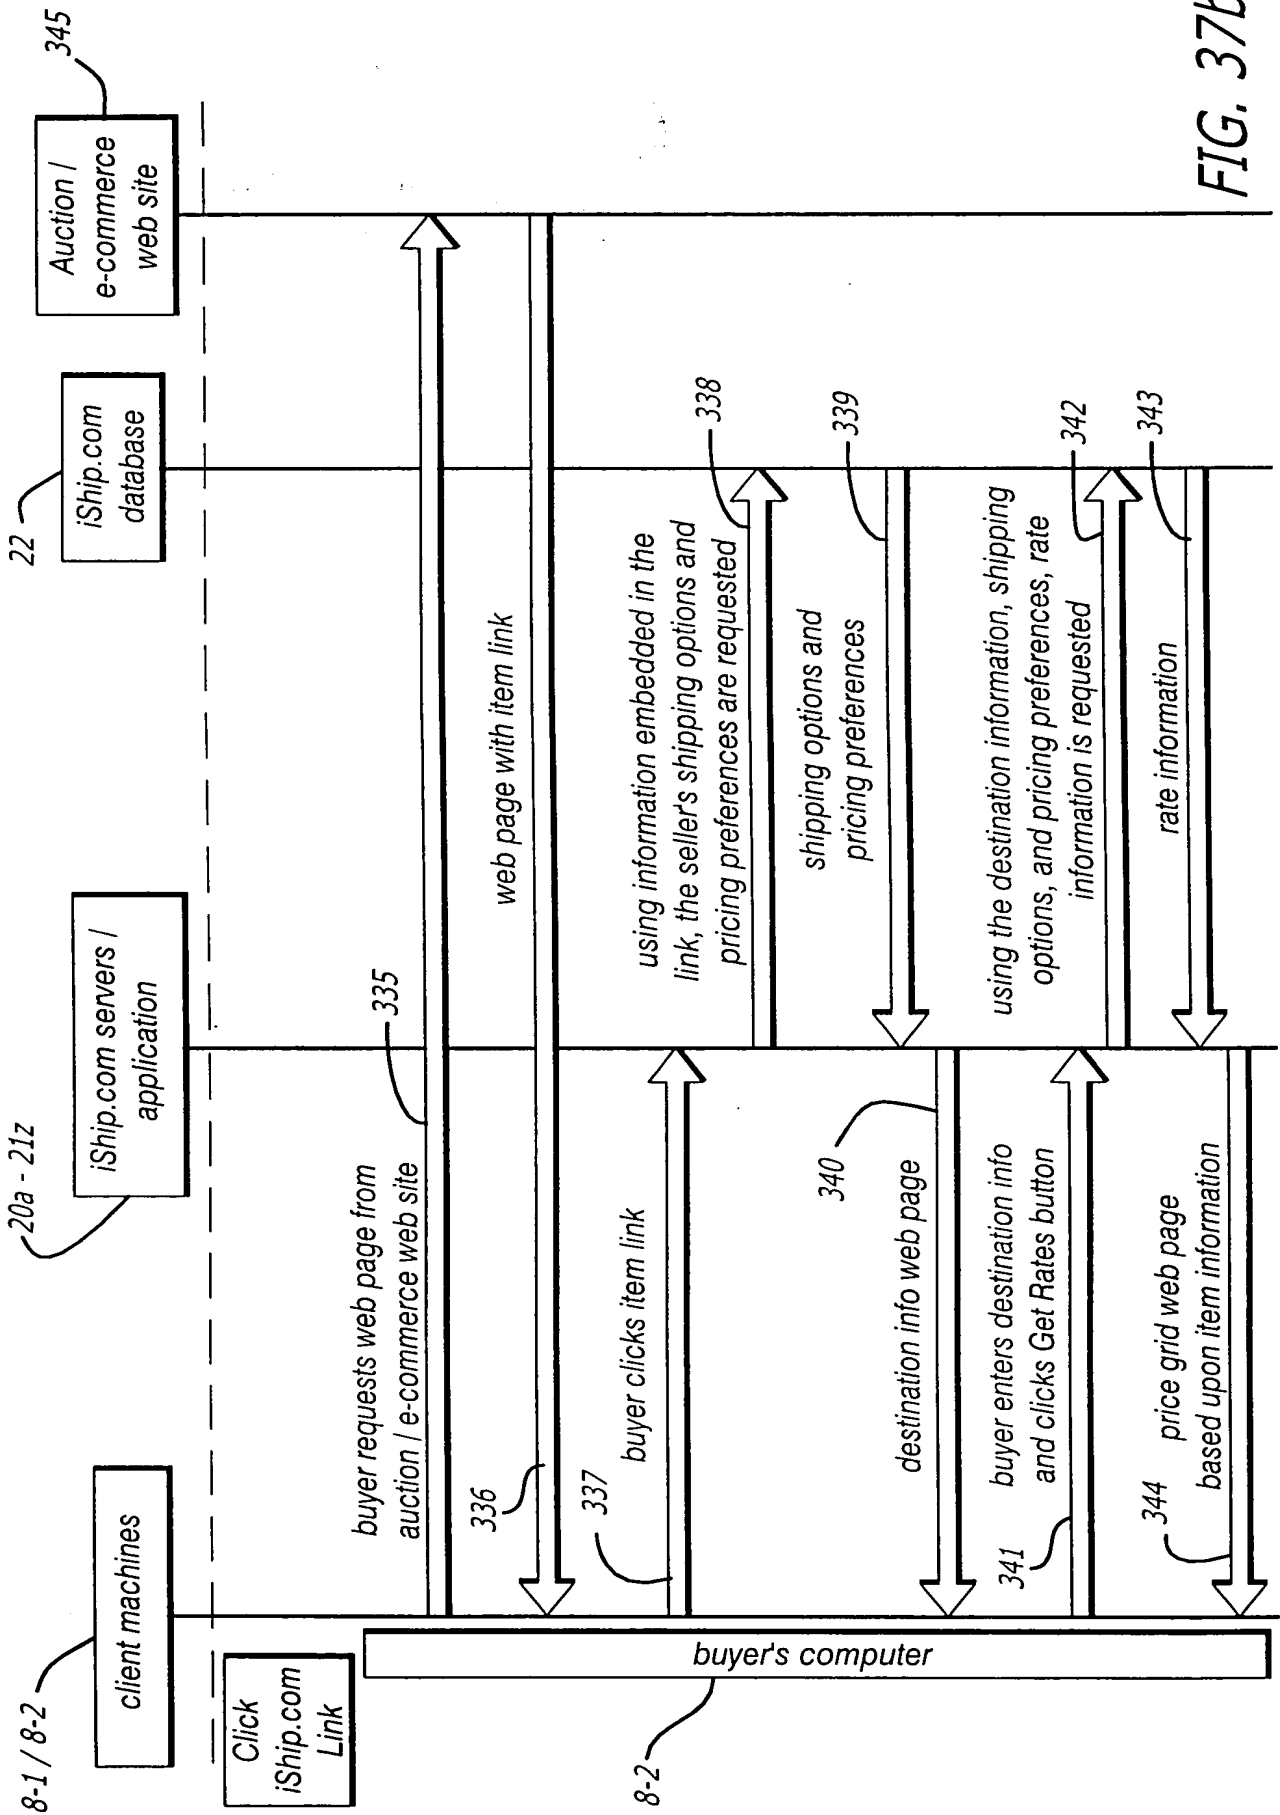 8-1 / 8-2
client machines
20a - 21z
iShip.com servers /
application
22
iShip.com
database
Auction /
e-commerce
web site
345
Click
iShip.com
Link
buyer's computer
8-2
buyer requests web page from
auction / e-commerce web site
335
336
web page with item link
337
buyer clicks item link
using information embedded in the
link, the seller's shipping options and
pricing preferences are requested
338
shipping options and
pricing preferences
339
340
destination info web page
341
buyer enters destination info
and clicks Get Rates button
using the destination information, shipping
options, and pricing preferences, rate
information is requested
342
rate information
343
344
price grid web page
based upon item information
FIG. 37b